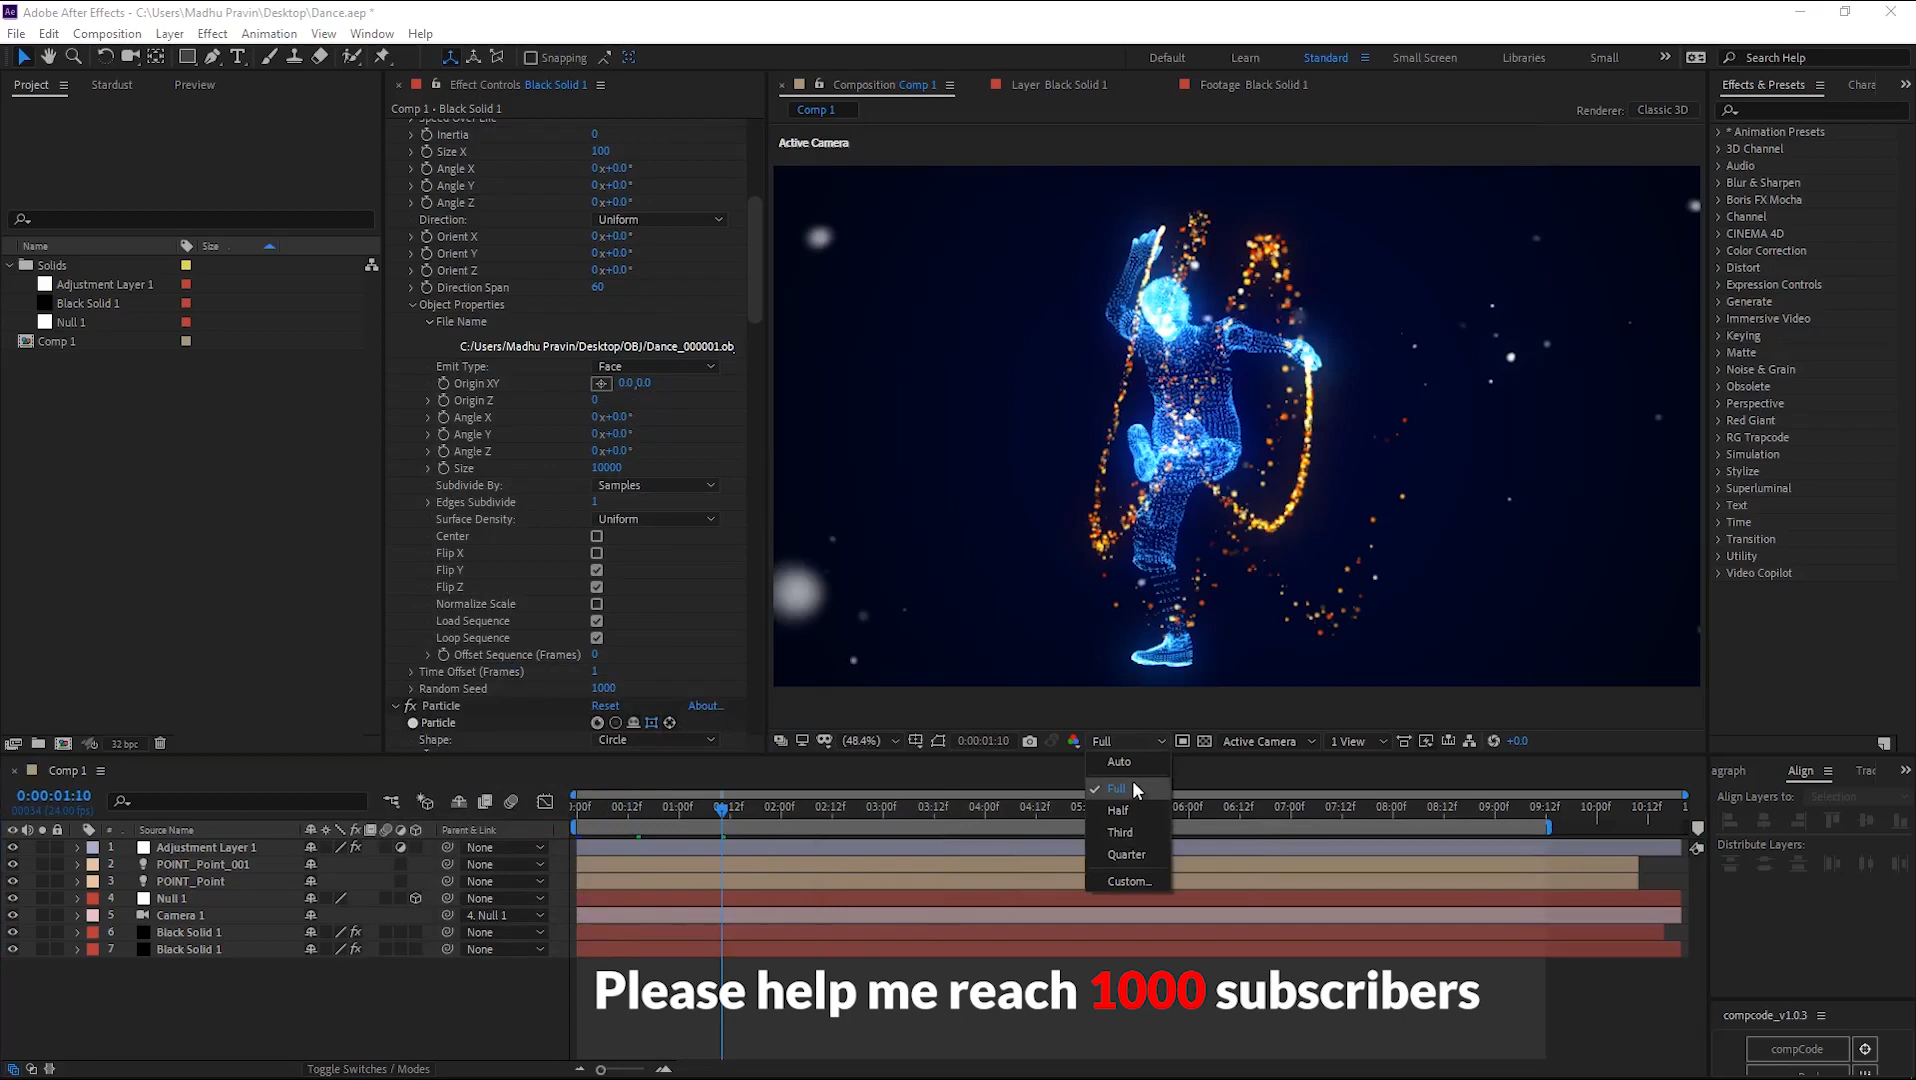 Adobe After Effects - C:\Users\Madhu Pravin\Desktop\Dance.aep *
File Edit Composition Layer Effect Animation View Window Help
Snapping Default Learn Standard Small Screen Libraries Small Search Help
Project Stardust Preview
Effect Controls Black Solid 1
Composition Comp 1 Layer Black Solid 1 Footage Black Solid 1
Effects & Presets Chara
Comp 1 • Black Solid 1
Comp 1
Renderer: Classic 3D
Active Camera
Name Size
Solids
Adjustment Layer 1
Black Solid 1
Null 1
Comp 1
32 bpc
Speed Over Life
Inertia 0
Size X 100
Angle X 0x+0.0°
Angle Y 0x+0.0°
Angle Z 0x+0.0°
Direction: Uniform
Orient X 0x+0.0°
Orient Y 0x+0.0°
Orient Z 0x+0.0°
Direction Span 60
Object Properties
File Name
C:/Users/Madhu Pravin/Desktop/OBJ/Dance_000001.ob
Emit Type: Face
Origin XY 0.0,0.0
Origin Z 0
Angle X 0x+0.0°
Angle Y 0x+0.0°
Angle Z 0x+0.0°
Size 10000
Subdivide By: Samples
Edges Subdivide 1
Surface Density: Uniform
Center
Flip X
Flip Y
Flip Z
Normalize Scale
Load Sequence
Loop Sequence
Offset Sequence (Frames) 0
Time Offset (Frames) 1
Random Seed 1000
fx Particle Reset About...
Particle
Shape: Circle
(48.4%) 0:00:01:10 Full Active Camera 1 View +0.0
Auto
Full
Half
Third
Quarter
Custom...
* Animation Presets
3D Channel
Audio
Blur & Sharpen
Boris FX Mocha
Channel
CINEMA 4D
Color Correction
Distort
Expression Controls
Generate
Immersive Video
Keying
Matte
Noise & Grain
Obsolete
Perspective
Red Giant
RG Trapcode
Simulation
Stylize
Superluminal
Text
Time
Transition
Utility
Video Copilot
Comp 1
0:00:01:10
00034 (24.00 fps)
:00f 00:12f 01:00f 01:12f 02:00f 02:12f 03:00f 03:12f 04:00f 04:12f 05: 06:00f 06:12f 07:00f 07:12f 08:00f 08:12f 09:00f 09:12f 10:00f 10:12f 1
# Source Name Parent & Link
1 Adjustment Layer 1 fx None
2 POINT_Point_001 None
3 POINT_Point None
4 Null 1 None
5 Camera 1 4. Null 1
6 Black Solid 1 fx None
7 Black Solid 1 fx None
Toggle Switches / Modes
agraph Align Trac
Align Layers to: Selection
Distribute Layers:
compcode_v1.0.3
compCode
Please help me reach 1000 subscribers